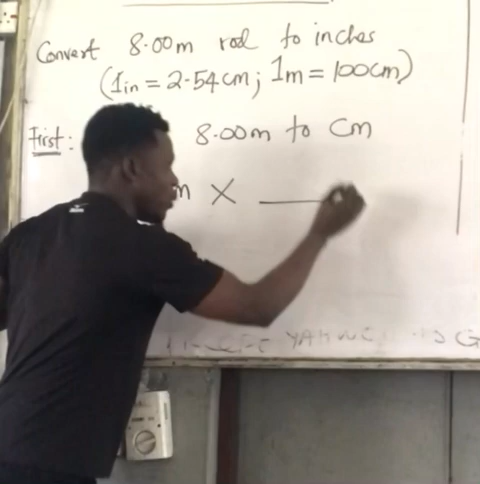 Convert 8.00m rod to inches
(1in = 2.54cm; 1m = 100cm)
First: 8.00m to cm
m X